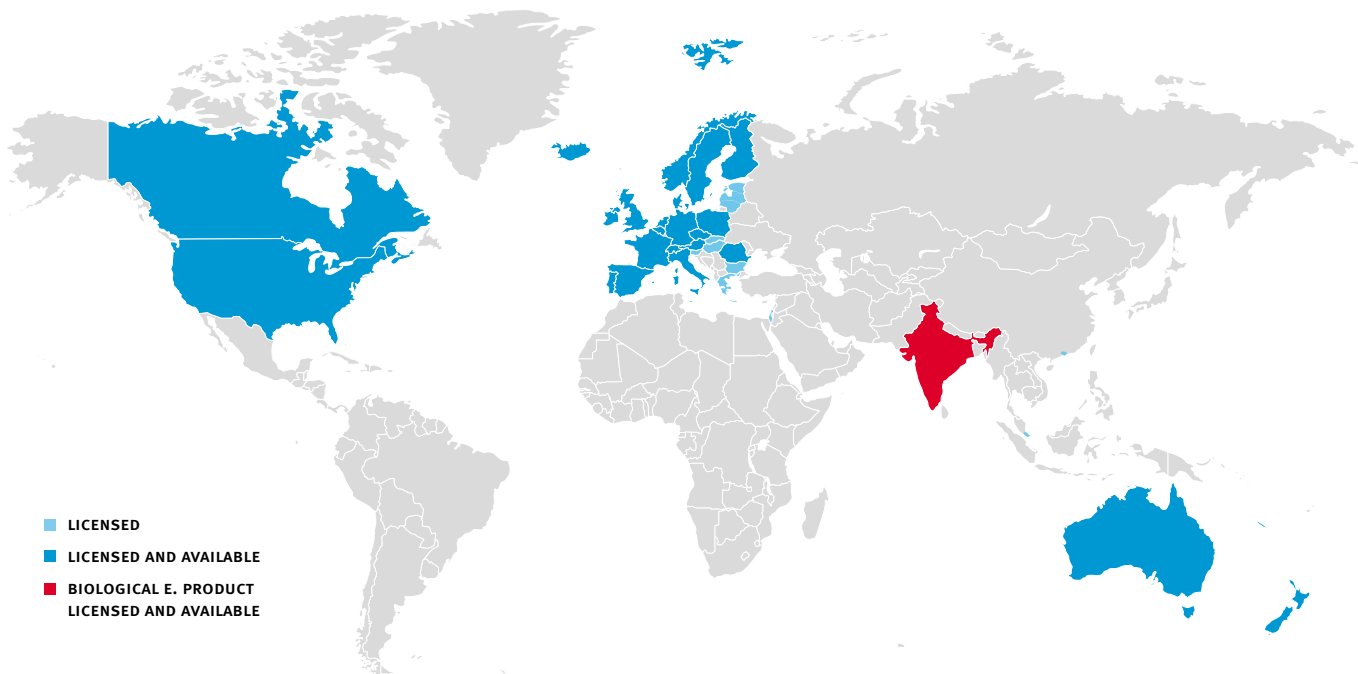 LICENSED
LICENSED AND AVAILABLE
BIOLOGICAL E. PRODUCT
LICENSED AND AVAILABLE